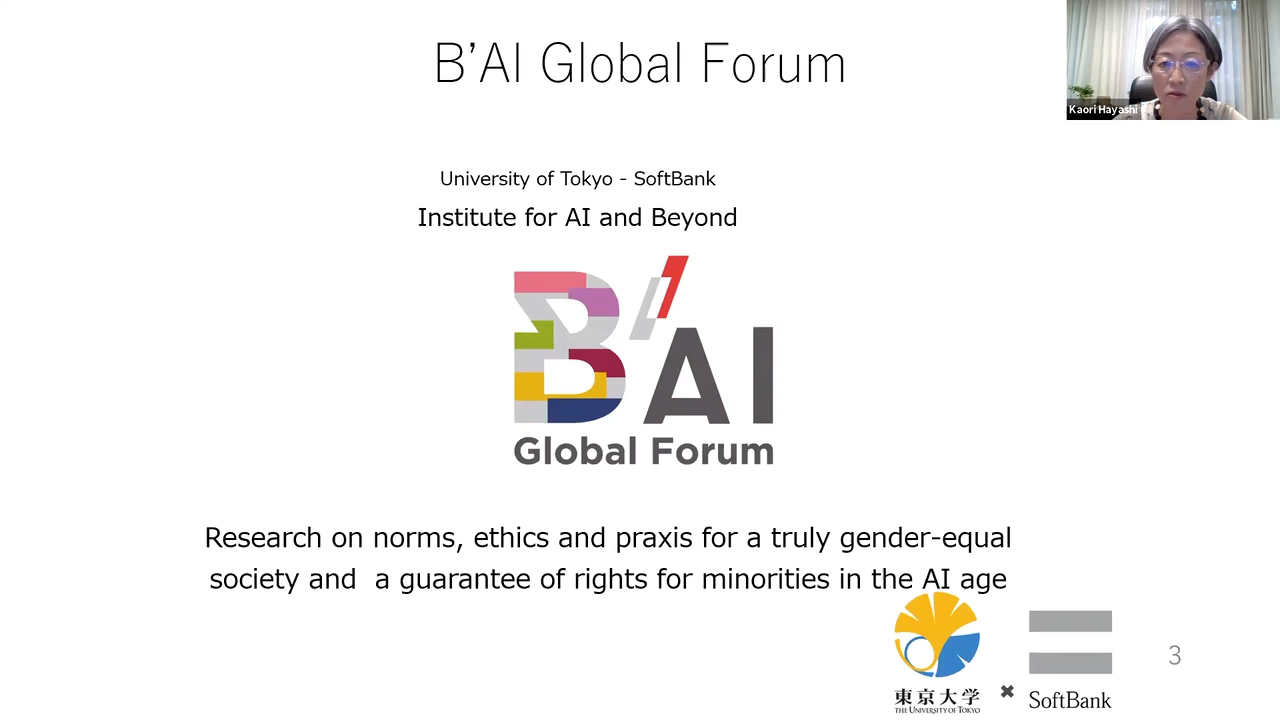 B’AI Global Forum
Kaori Hayashi
University of Tokyo - SoftBank
Institute for AI and Beyond
B’AI
Global Forum
Research on norms, ethics and praxis for a truly gender-equal
society and  a guarantee of rights for minorities in the AI age
3
東京大学
THE UNIVERSITY OF TOKYO
SoftBank